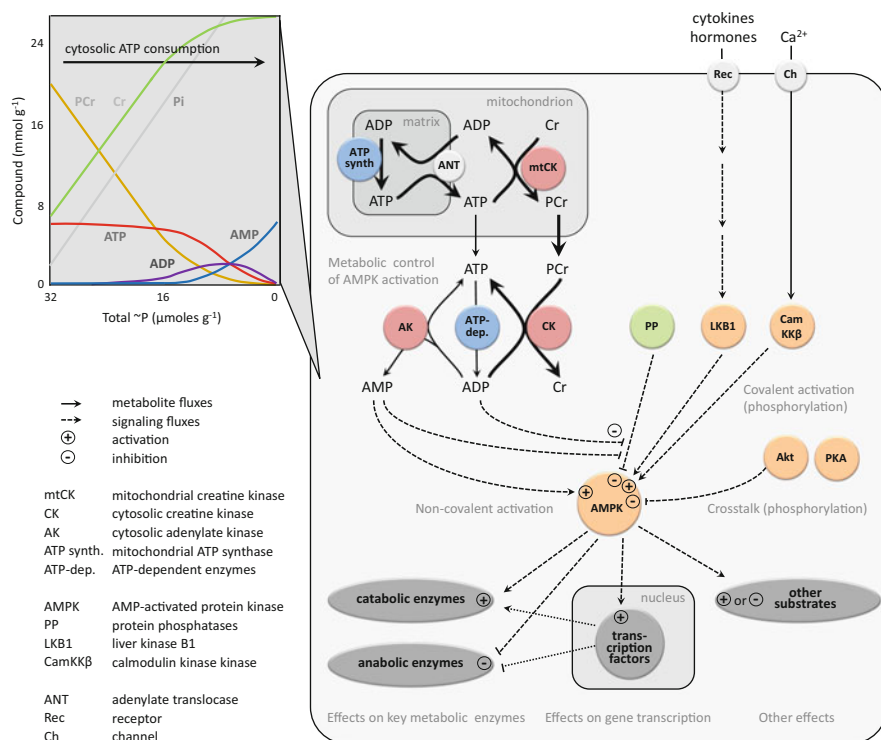 24
16
8
0
Compound (mmol g⁻¹)
cytosolic ATP consumption
PCr Cr Pi
ATP
ADP
AMP
32 16 0
Total ~P (μmoles g⁻¹)
cytokines
hormones
Ca²⁺
Rec
Ch
mitochondrion
matrix
ADP
ADP
Cr
ATP
synth
ANT
mtCK
ATP
ATP
PCr
Metabolic control
of AMPK activation
ATP
PCr
AK
ATP-
dep.
CK
PP
LKB1
Cam
KKβ
AMP
ADP
Cr
Covalent activation
(phosphorylation)
-
Akt
PKA
Non-covalent activation
+
-
+
-
AMPK
Crosstalk (phosphorylation)
catabolic enzymes +
nucleus
+
trans-
cription
factors
+ or - other
substrates
anabolic enzymes -
Effects on key metabolic enzymes
Effects on gene transcription
Other effects
metabolite fluxes
signaling fluxes
+ activation
- inhibition
mtCK mitochondrial creatine kinase
CK cytosolic creatine kinase
AK cytosolic adenylate kinase
ATP synth. mitochondrial ATP synthase
ATP-dep. ATP-dependent enzymes
AMPK AMP-activated protein kinase
PP protein phosphatases
LKB1 liver kinase B1
CamKKβ calmodulin kinase kinase
ANT adenylate translocase
Rec receptor
Ch channel